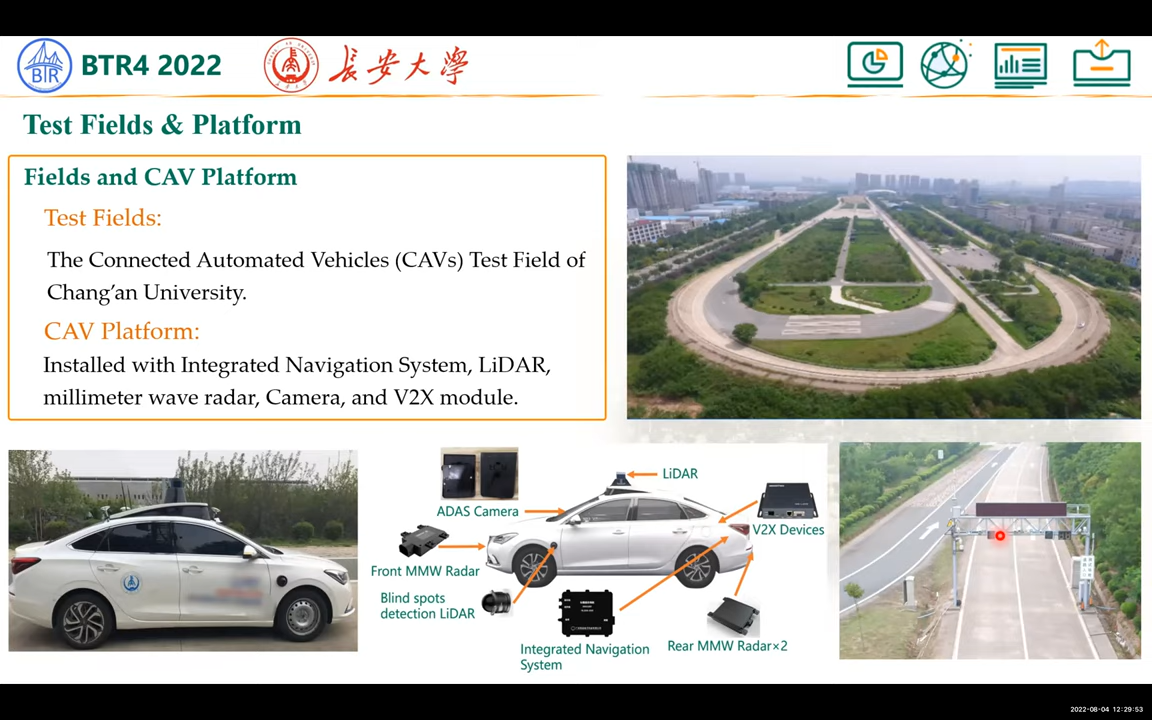 BTR
BTR4 2022
长安大学
Test Fields & Platform
Fields and CAV Platform
Test Fields:
The Connected Automated Vehicles (CAVs) Test Field of
Chang’an University.
CAV Platform:
Installed with Integrated Navigation System, LiDAR,
millimeter wave radar, Camera, and V2X module.
LiDAR
ADAS Camera
V2X Devices
Front MMW Radar
Blind spots
detection LiDAR
Integrated Navigation
System
Rear MMW Radar×2
2022-08-04 12:29:53